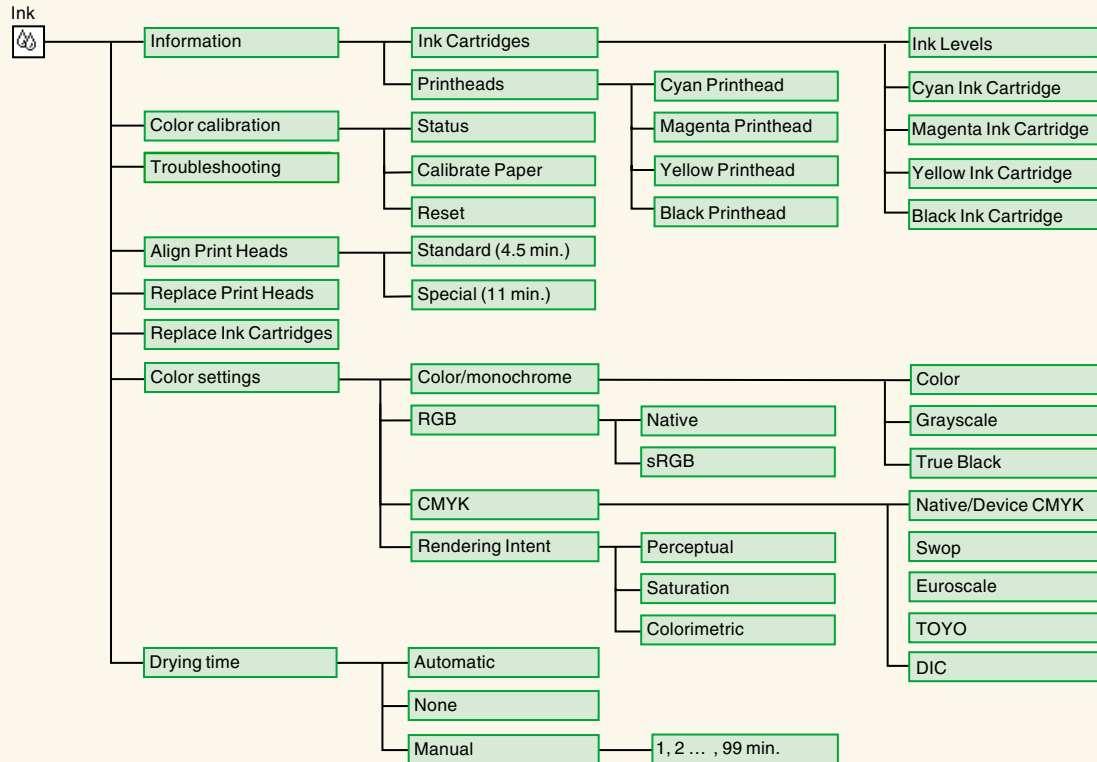 Ink
Information
Ink Cartridges
Ink Levels
Printheads
Cyan Printhead
Cyan Ink Cartridge
Color calibration
Status
Magenta Printhead
Magenta Ink Cartridge
Troubleshooting
Calibrate Paper
Yellow Printhead
Yellow Ink Cartridge
Reset
Black Printhead
Black Ink Cartridge
Align Print Heads
Standard (4.5 min.)
Replace Print Heads
Special (11 min.)
Replace Ink Cartridges
Color settings
Color/monochrome
Color
RGB
Native
Grayscale
sRGB
True Black
CMYK
Native/Device CMYK
Rendering Intent
Perceptual
Swop
Saturation
Euroscale
Colorimetric
TOYO
Drying time
Automatic
DIC
None
Manual
1, 2 ... , 99 min.